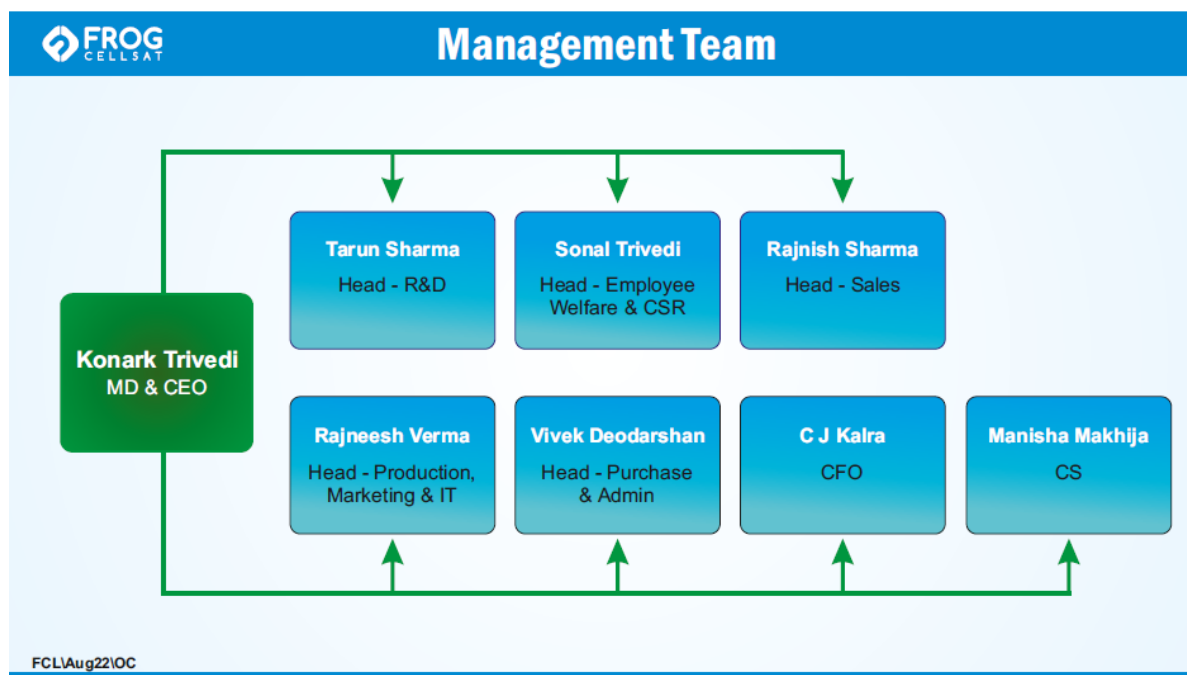 FROG
CELLSAT
Management Team
Tarun Sharma
Head - R&D
Sonal Trivedi
Head - Employee
Welfare & CSR
Rajnish Sharma
Head - Sales
Konark Trivedi
MD & CEO
Rajneesh Verma
Head - Production,
Marketing & IT
Vivek Deodarshan
Head - Purchase
& Admin
C J Kalra
CFO
Manisha Makhija
CS
FCL\Aug22\OC